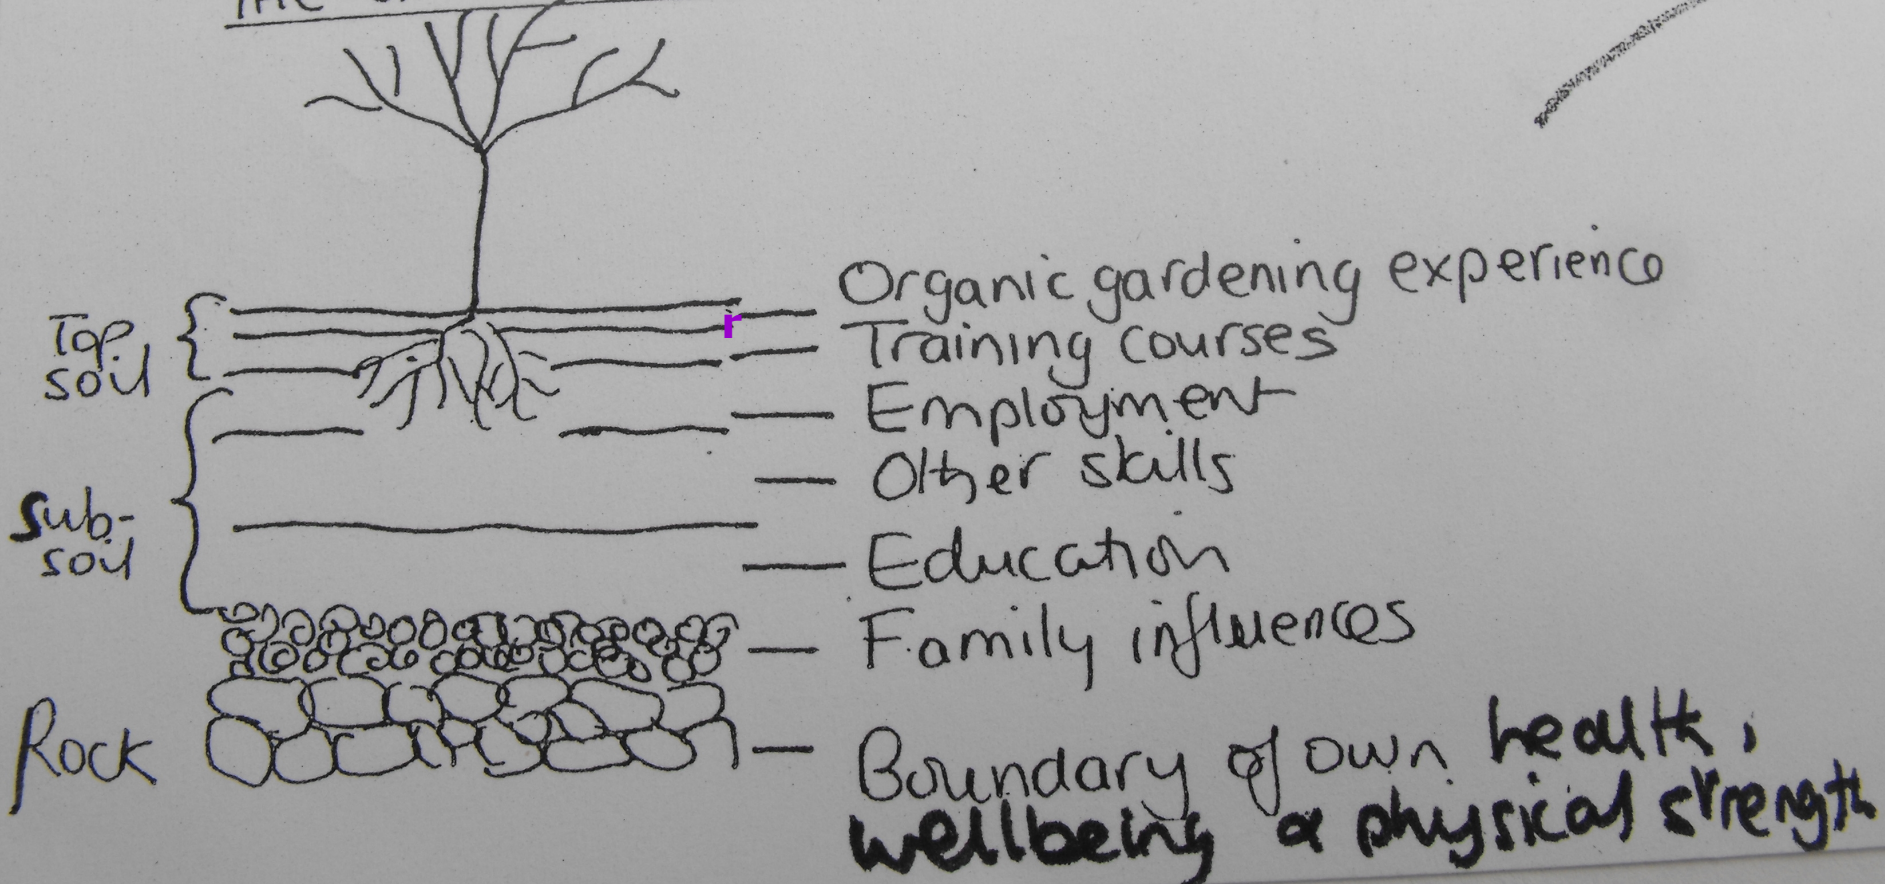 Top
soil
Sub-
soil
Rock
r
Organic gardening experience
Training courses
Employment
Other skills
Education
Family influences
Boundary of own health,
wellbeing & physical strength